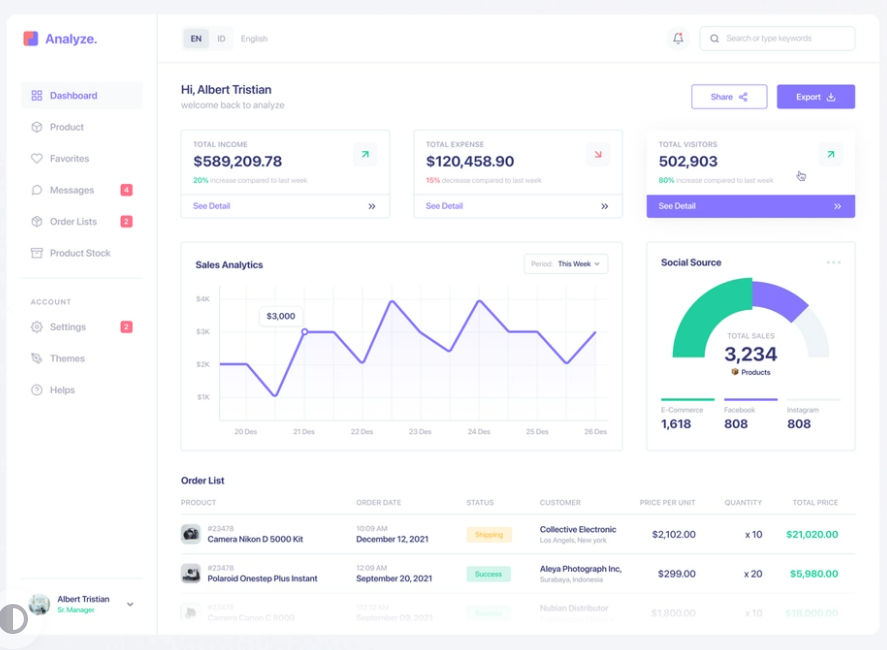 Analyze.
EN ID English
Search or type keywords
Dashboard
Product
Favorites
Messages 4
Order Lists 2
Product Stock
ACCOUNT
Settings 2
Themes
Helps
Albert Tristian
Sr. Manager
Hi, Albert Tristian
welcome back to analyze
Share
Export
TOTAL INCOME
$589,209.78
20% increase compared to last week
See Detail
TOTAL EXPENSE
$120,458.90
15% decrease compared to last week
See Detail
TOTAL VISITORS
502,903
80% increase compared to last week
See Detail
Sales Analytics
Period: This Week
$4K
$3K
$2K
$1K
$3,000
20 Des 21 Des 22 Des 23 Des 24 Des 25 Des 26 Des
Social Source
TOTAL SALES
3,234
Products
E-Commerce Facebook Instagram
1,618 808 808
Order List
PRODUCT ORDER DATE STATUS CUSTOMER PRICE PER UNIT QUANTITY TOTAL PRICE
#23478 10:09 AM Collective Electronic
Camera Nikon D 5000 Kit December 12, 2021 Shipping Los Angels, New york $2,102.00 x 10 $21,020.00
#23478 12:09 AM Aleya Photograph Inc,
Polaroid Onestep Plus Instant September 20, 2021 Success Surabaya, Indonesia $299.00 x 20 $5,980.00
#23478 Nubian Distributor
Camera Canon C 8000 September 09, 2021 $1,800.00 x 10 $18,000.00